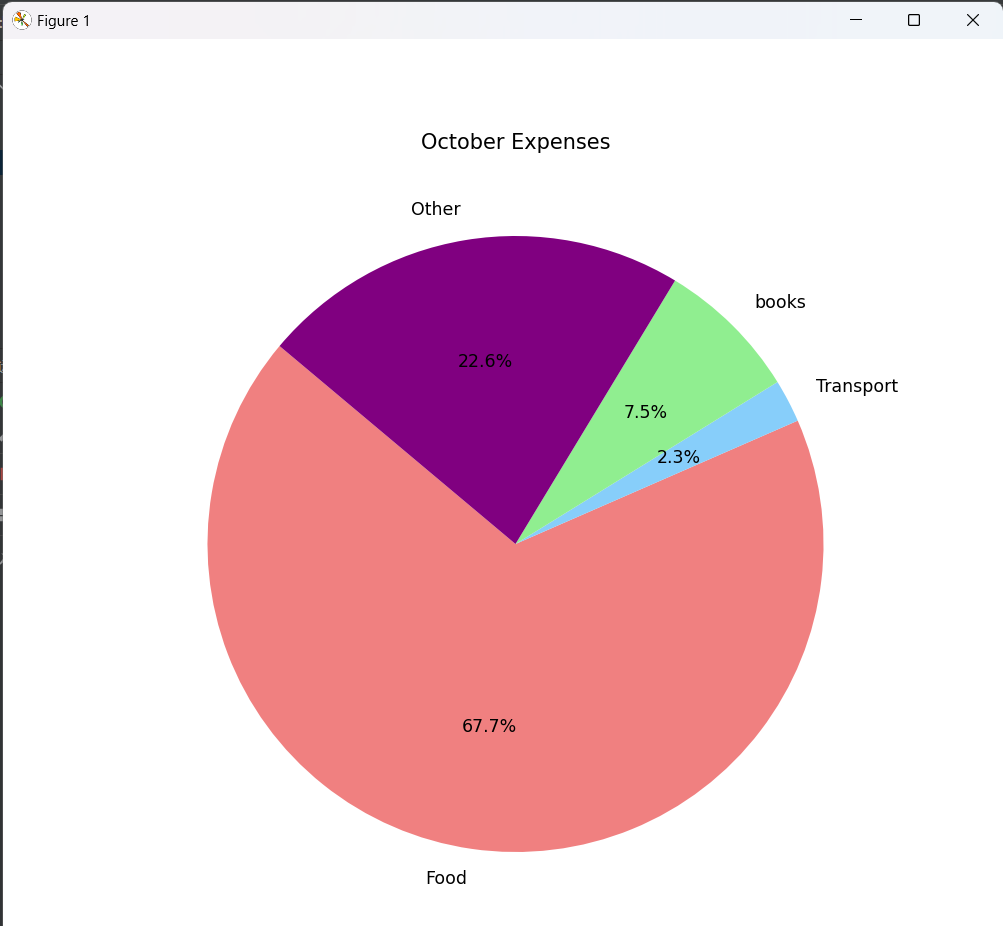 Figure 1
October Expenses
Other
books
Transport
22.6%
7.5%
2.3%
67.7%
Food